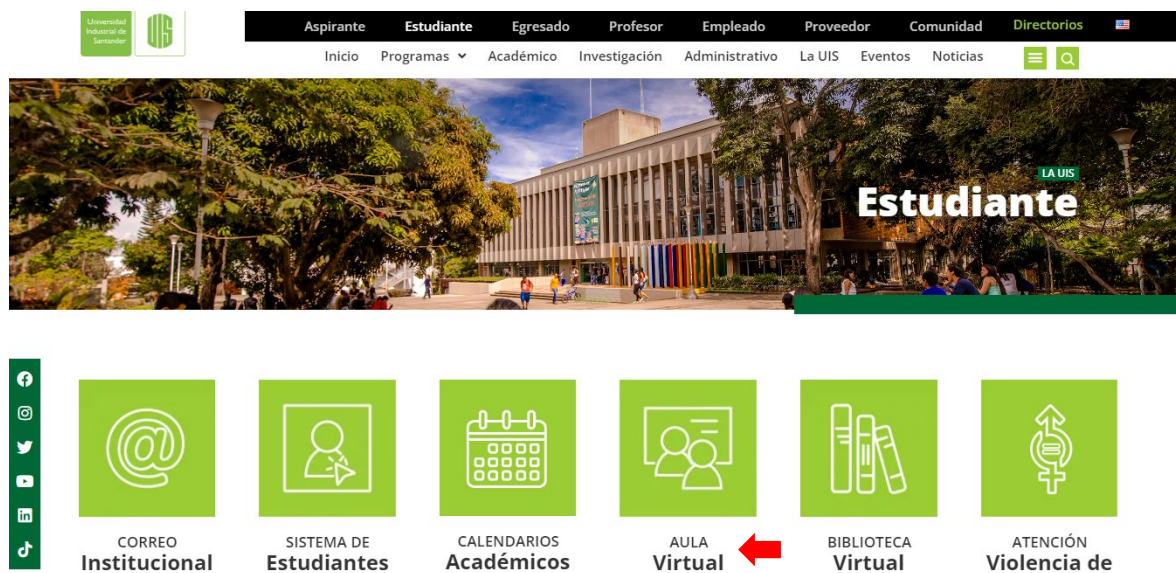 Universidad
Industrial de
Santander
UIS
Aspirante Estudiante Egresado Profesor Empleado Proveedor Comunidad Directorios
Inicio Programas Académico Investigación Administrativo La UIS Eventos Noticias
LA UIS
Estudiante
CORREO
Institucional
SISTEMA DE
Estudiantes
CALENDARIOS
Académicos
AULA
Virtual
BIBLIOTECA
Virtual
ATENCIÓN
Violencia de